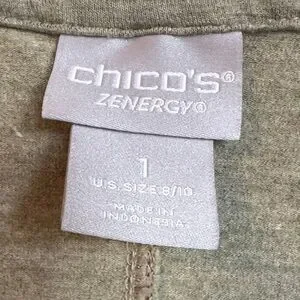 chico's®
ZENERGY®
1
U.S. SIZE 8/10
MADE IN
INDONESIA